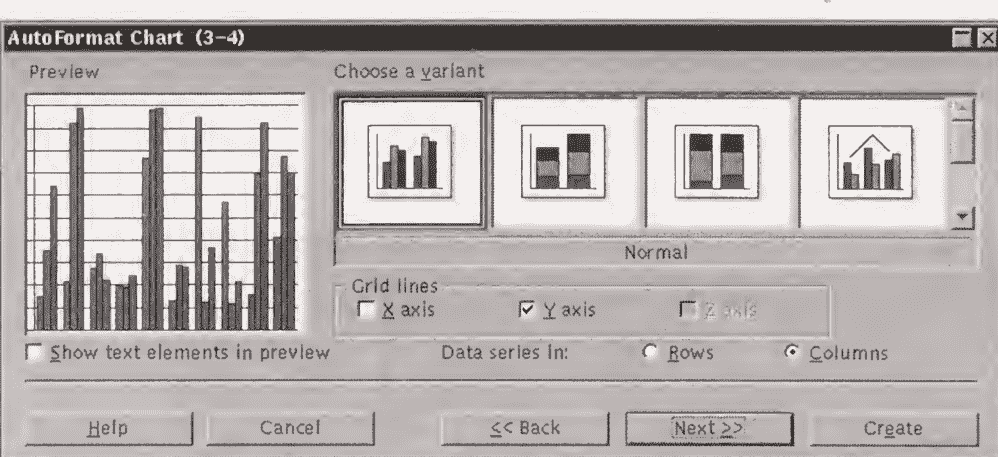 AutoFormat Chart (3-4)
Preview
Choose a variant
Normal
Grid lines
X axis
Y axis
Z axis
Show text elements in preview
Data series in:
Rows
Columns
Help
Cancel
<< Back
Next >>
Create